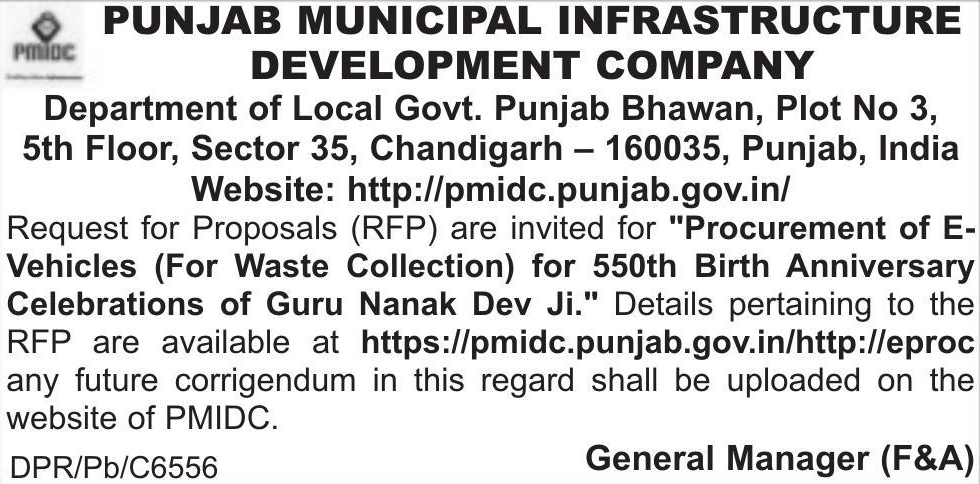 PMIDC
PUNJAB MUNICIPAL INFRASTRUCTURE
DEVELOPMENT COMPANY
Department of Local Govt. Punjab Bhawan, Plot No 3,
5th Floor, Sector 35, Chandigarh – 160035, Punjab, India
Website: http://pmidc.punjab.gov.in/
Request for Proposals (RFP) are invited for "Procurement of E-
Vehicles (For Waste Collection) for 550th Birth Anniversary
Celebrations of Guru Nanak Dev Ji." Details pertaining to the
RFP are available at https://pmidc.punjab.gov.in/http://eproc
any future corrigendum in this regard shall be uploaded on the
website of PMIDC.
DPR/Pb/C6556
General Manager (F&A)